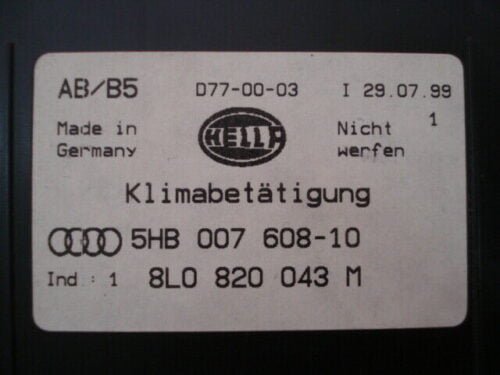 AB/B5 D77-00-03 I 29.07.99
Made in Germany HELLA Nicht werfen 1
Klimabetätigung
5HB 007 608-10
Ind.: 1 8L0 820 043 M